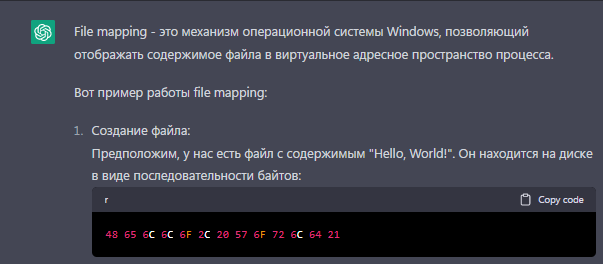 File mapping - это механизм операционной системы Windows, позволяющий
отображать содержимое файла в виртуальное адресное пространство процесса.
Вот пример работы file mapping:
1. Создание файла:
Предположим, у нас есть файл с содержимым "Hello, World!". Он находится на диске
в виде последовательности байтов:
r Copy code
48 65 6C 6C 6F 2C 20 57 6F 72 6C 64 21